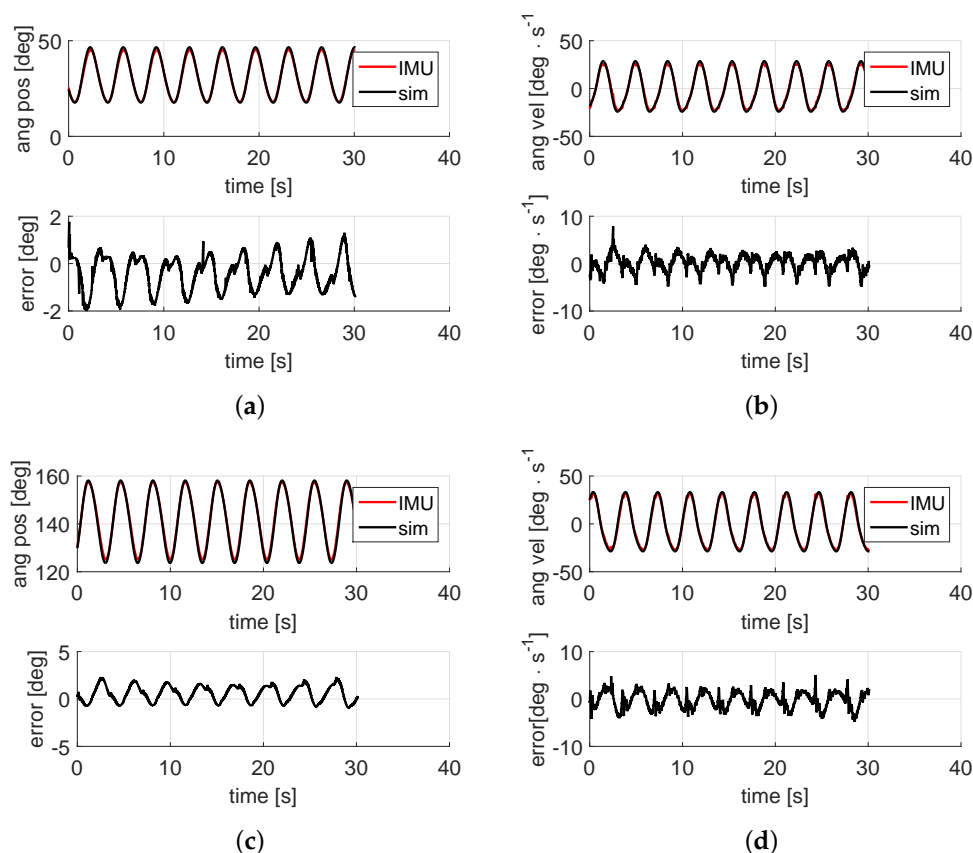 ang pos [deg]
50
0
0 10 20 30 40
time [s]
IMU
sim
error [deg]
2
0
-2
0 10 20 30 40
time [s]
(a)
ang vel [deg · s⁻¹]
50
0
-50
0 10 20 30 40
time [s]
IMU
sim
error [deg · s⁻¹]
10
0
-10
0 10 20 30 40
time [s]
(b)
ang pos [deg]
160
140
120
0 10 20 30 40
time [s]
IMU
sim
error [deg]
5
0
-5
0 10 20 30 40
time [s]
(c)
ang vel [deg · s⁻¹]
50
0
-50
0 10 20 30 40
time [s]
IMU
sim
error[deg · s⁻¹]
10
0
-10
0 10 20 30 40
time [s]
(d)